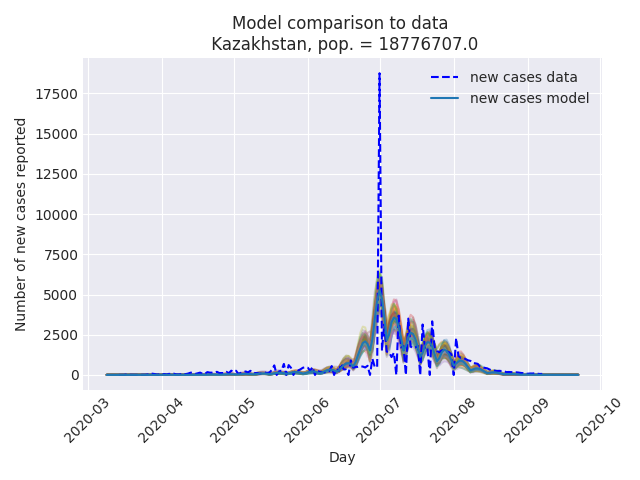 Model comparison to data
Kazakhstan, pop. = 18776707.0
new cases data
new cases model
Number of new cases reported
17500
15000
12500
10000
7500
5000
2500
0
2020-03
2020-04
2020-05
2020-06
2020-07
2020-08
2020-09
2020-10
Day